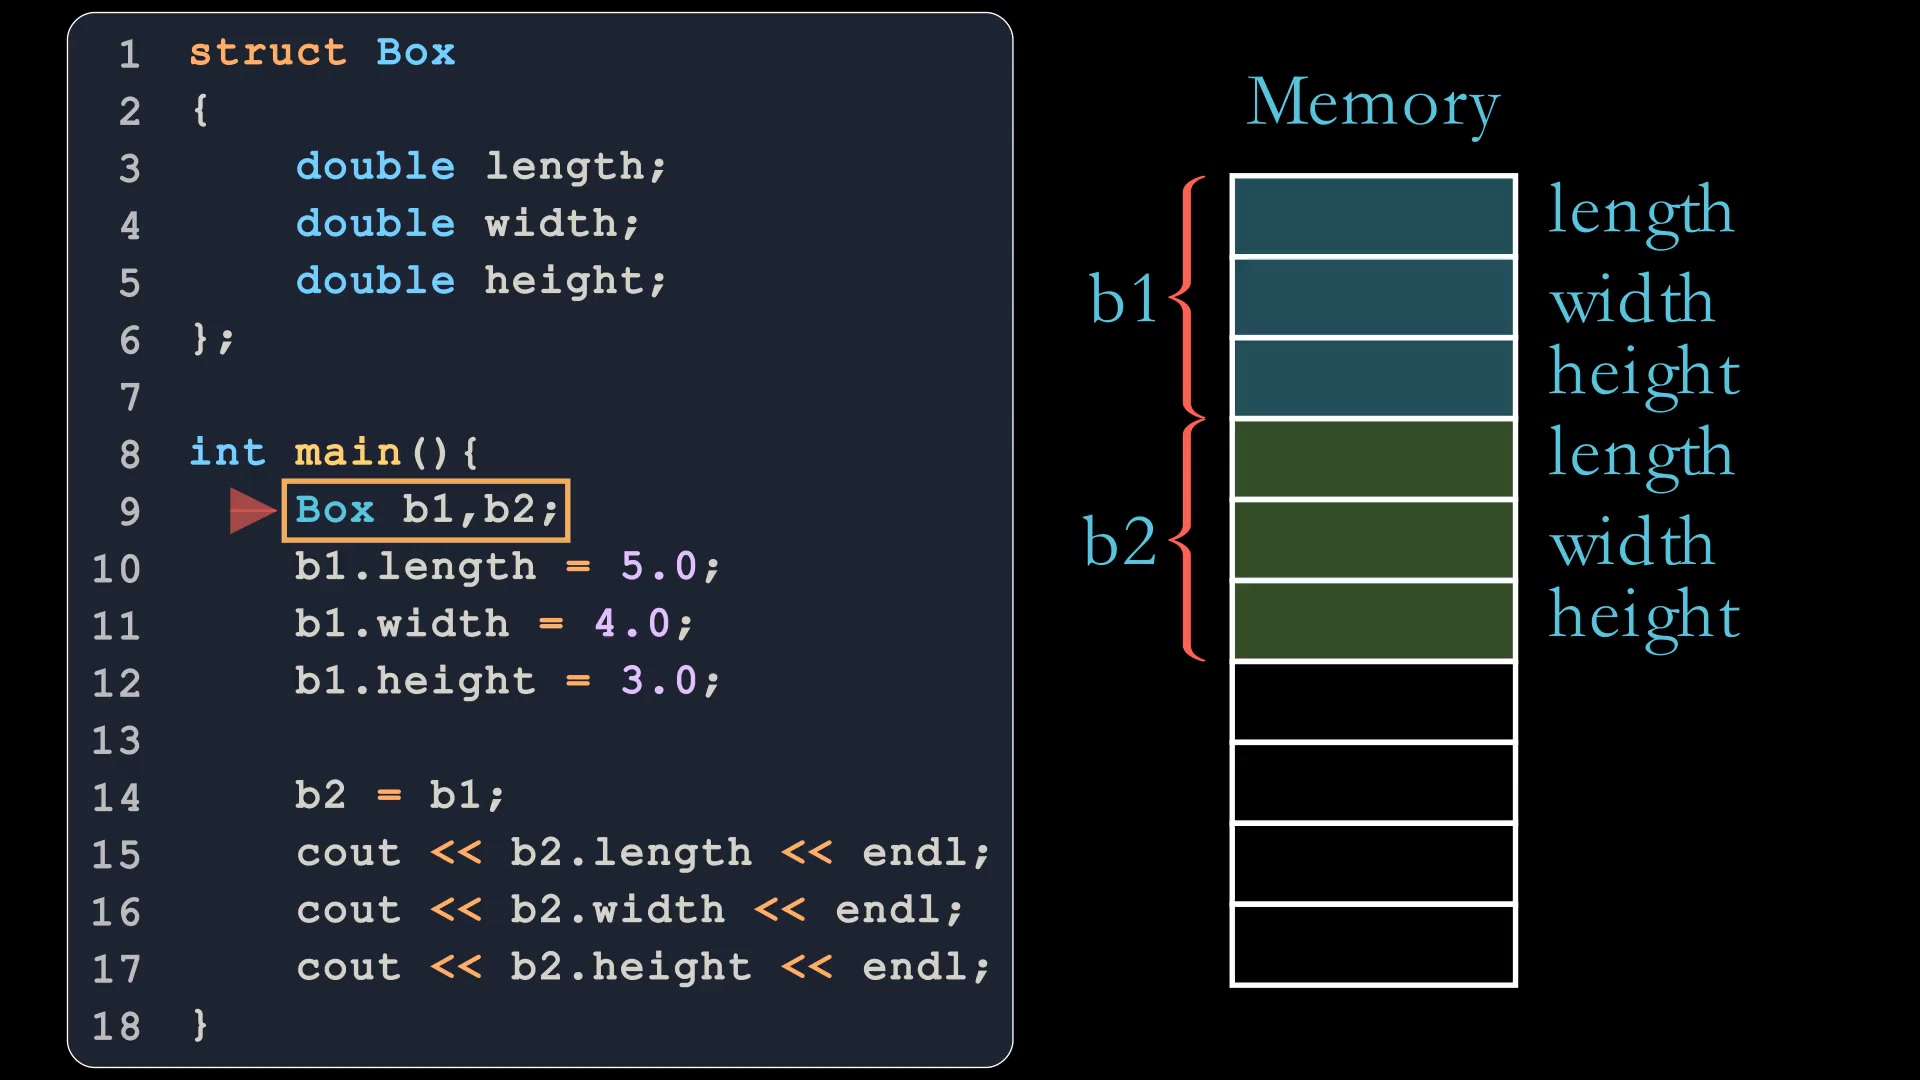 1 struct Box
2 {
3 double length;
4 double width;
5 double height;
6 };
7
8 int main(){
9 Box b1,b2;
10 b1.length = 5.0;
11 b1.width = 4.0;
12 b1.height = 3.0;
13
14 b2 = b1;
15 cout << b2.length << endl;
16 cout << b2.width << endl;
17 cout << b2.height << endl;
18 }
Memory
b1
length
width
height
b2
length
width
height